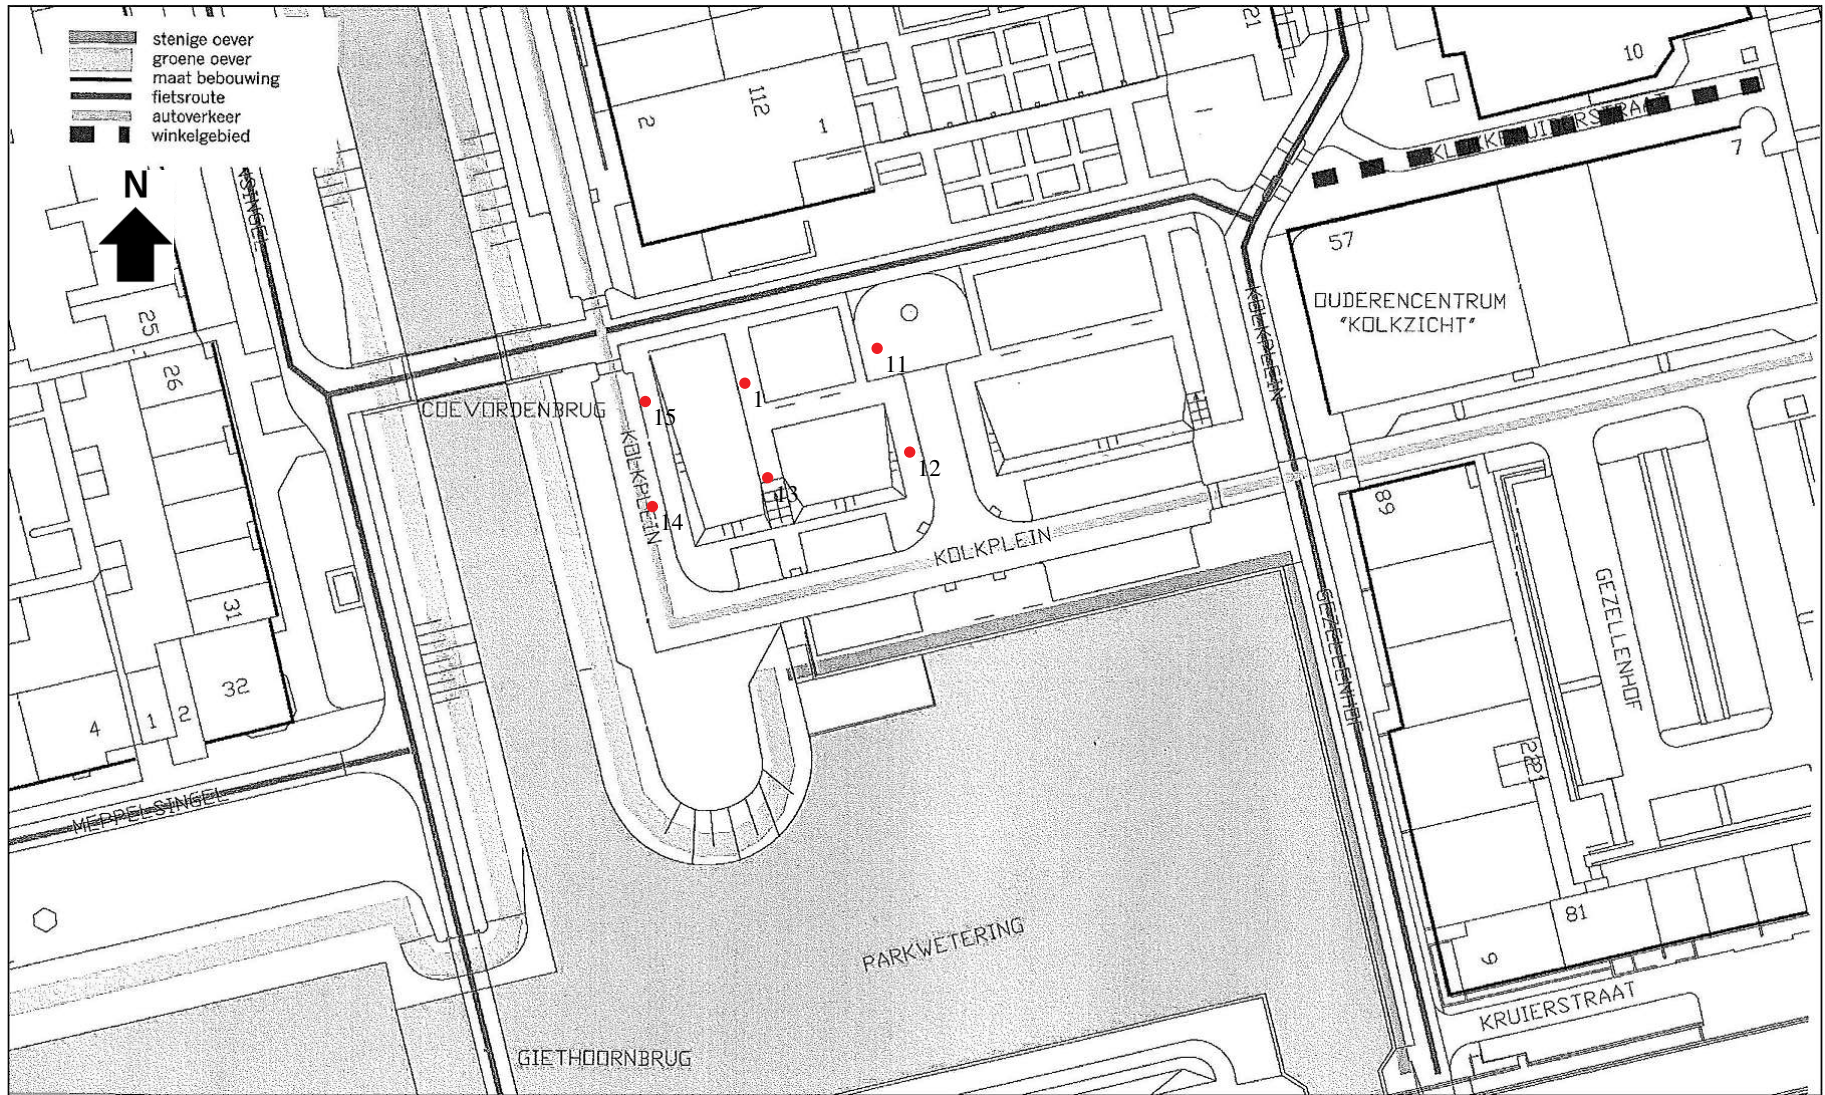 stenige oever
groene oever
maat bebouwing
fietsroute
autoverkeer
winkelgebied
N
SINGEL
25
26
31
32
4
1
2
MEPPELSINGEL
COEVORDENBRUG
2
112
1
21
10
7
57
OUDERENCENTRUM
"KOLKZICHT"
KOLKPLEIN
11
1
15
12
13
14
KOLKPLEIN
KOLKPLEIN
89
GEZELLENHOF
GEZELLENHOF
21
81
9
KRUIERSTRAAT
PARKWETERING
GIETHOORNBRUG